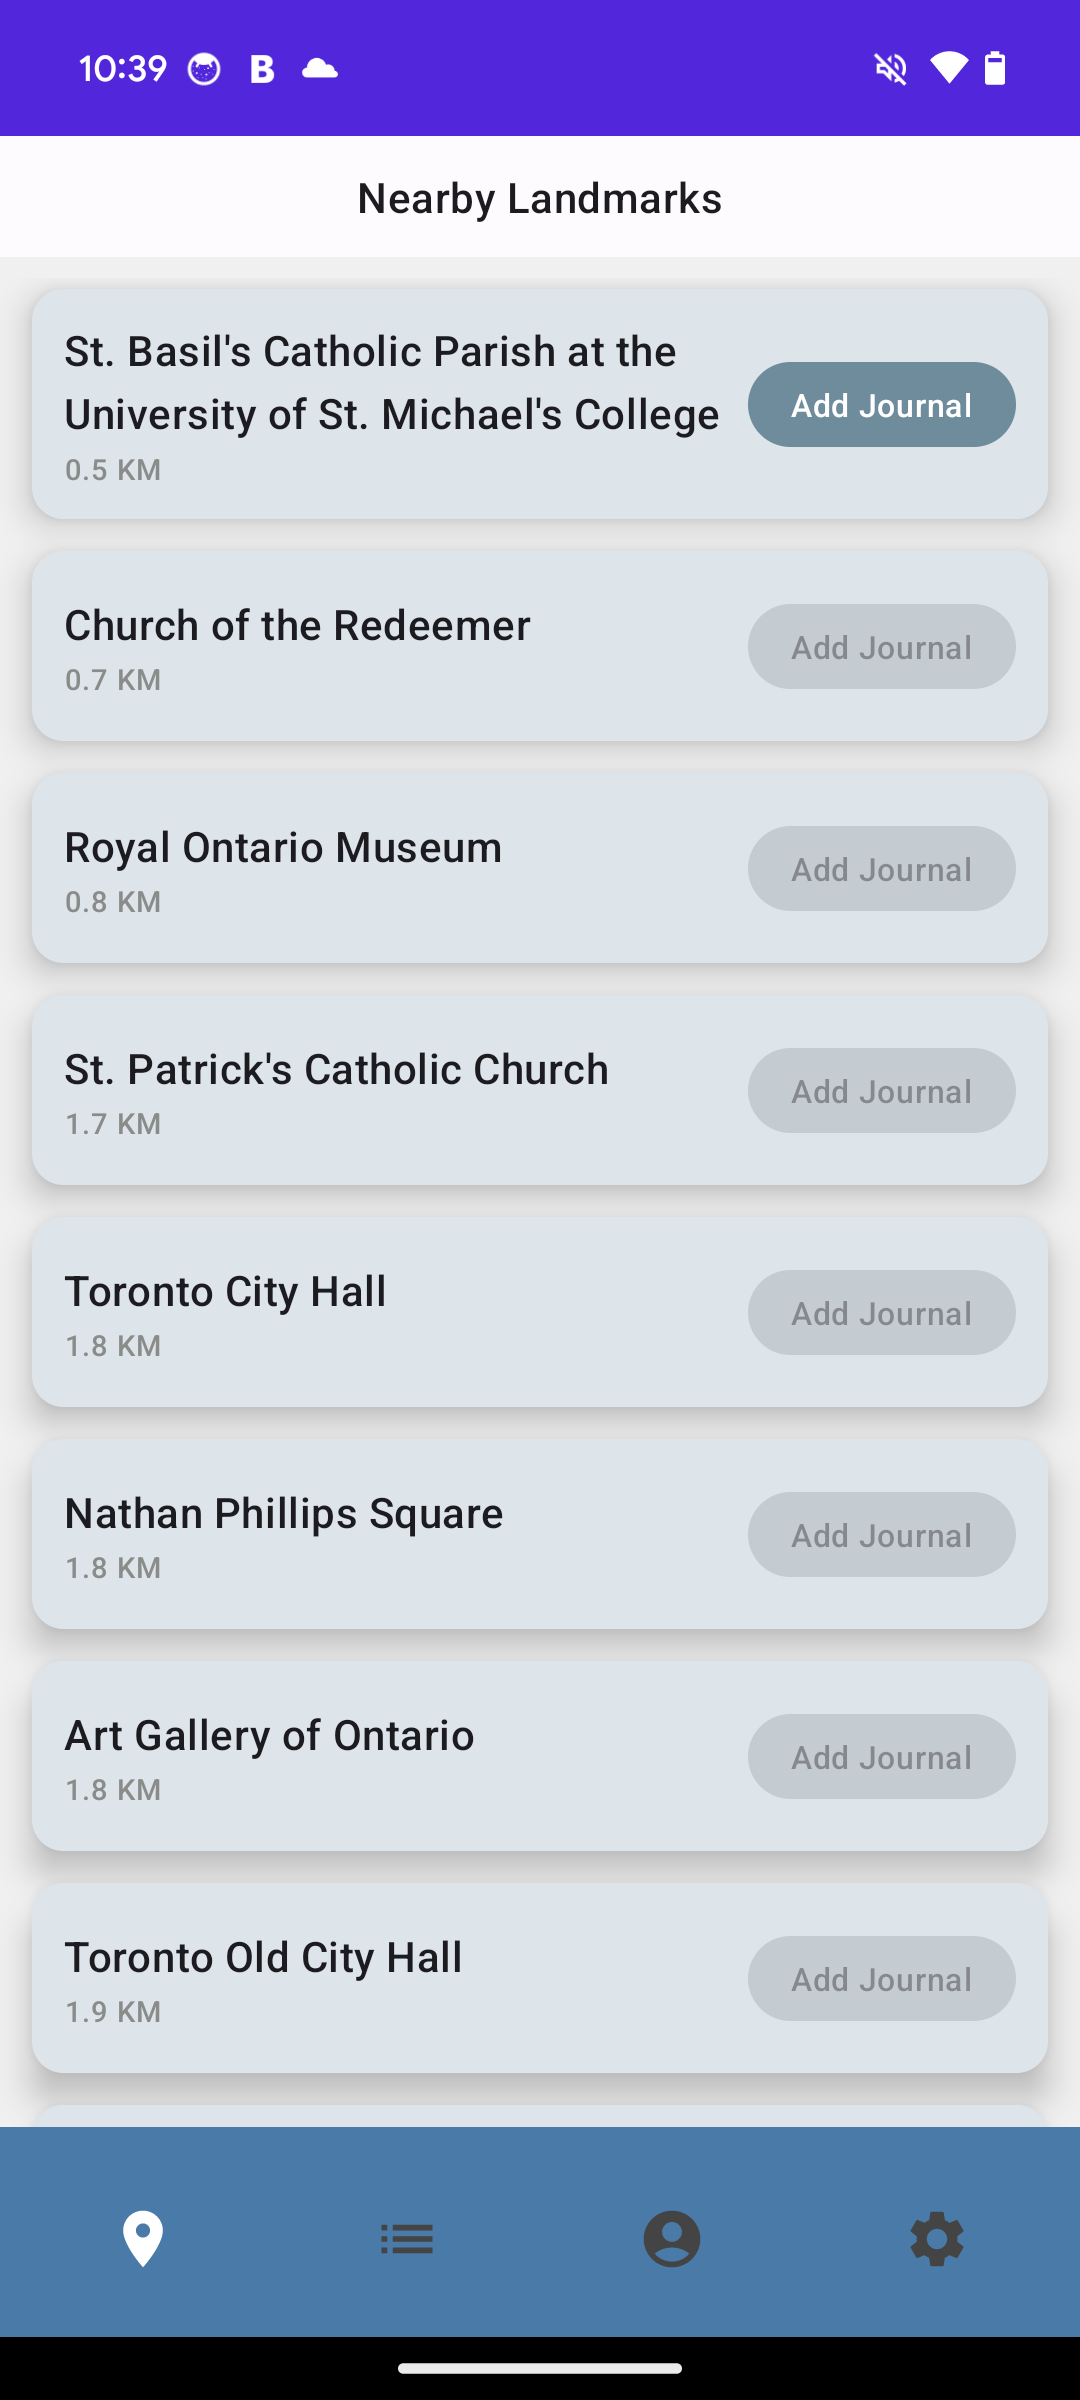 10:39 B
Nearby Landmarks
St. Basil's Catholic Parish at the
University of St. Michael's College
0.5 KM
Add Journal
Church of the Redeemer
0.7 KM
Add Journal
Royal Ontario Museum
0.8 KM
Add Journal
St. Patrick's Catholic Church
1.7 KM
Add Journal
Toronto City Hall
1.8 KM
Add Journal
Nathan Phillips Square
1.8 KM
Add Journal
Art Gallery of Ontario
1.8 KM
Add Journal
Toronto Old City Hall
1.9 KM
Add Journal